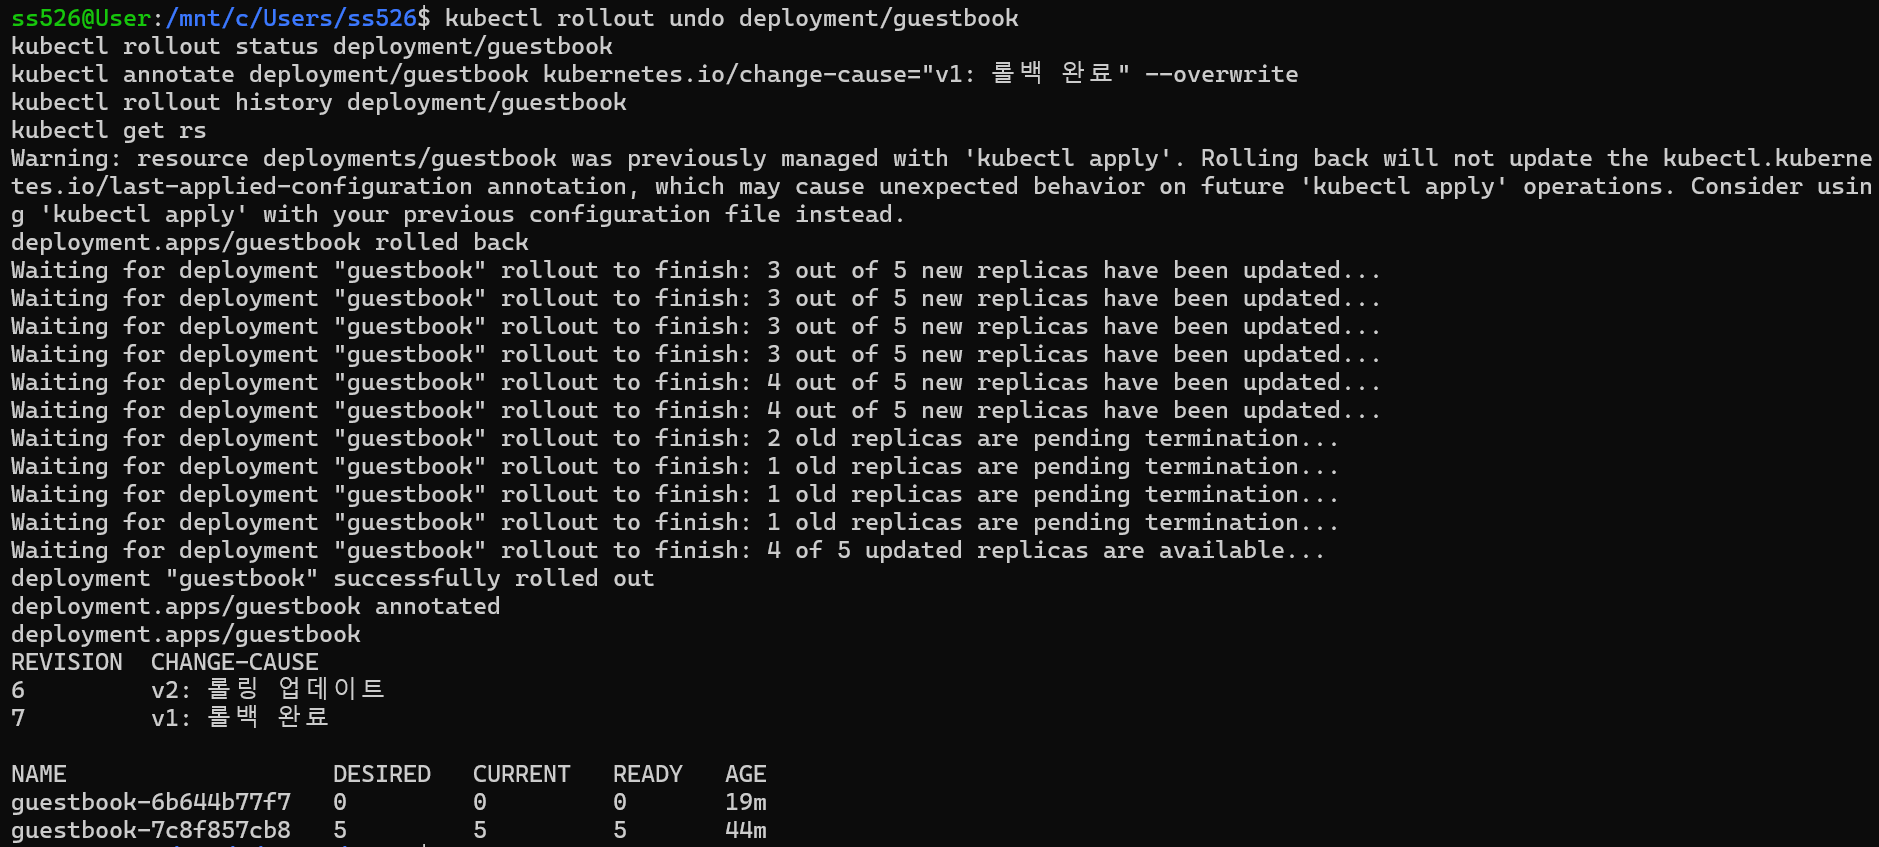 ss526@User:/mnt/c/Users/ss526$ kubectl rollout undo deployment/guestbook
kubectl rollout status deployment/guestbook
kubectl annotate deployment/guestbook kubernetes.io/change-cause="v1: 롤백 완료" --overwrite
kubectl rollout history deployment/guestbook
kubectl get rs
Warning: resource deployments/guestbook was previously managed with 'kubectl apply'. Rolling back will not update the kubectl.kuberne
tes.io/last-applied-configuration annotation, which may cause unexpected behavior on future 'kubectl apply' operations. Consider usin
g 'kubectl apply' with your previous configuration file instead.
deployment.apps/guestbook rolled back
Waiting for deployment "guestbook" rollout to finish: 3 out of 5 new replicas have been updated...
Waiting for deployment "guestbook" rollout to finish: 3 out of 5 new replicas have been updated...
Waiting for deployment "guestbook" rollout to finish: 3 out of 5 new replicas have been updated...
Waiting for deployment "guestbook" rollout to finish: 3 out of 5 new replicas have been updated...
Waiting for deployment "guestbook" rollout to finish: 4 out of 5 new replicas have been updated...
Waiting for deployment "guestbook" rollout to finish: 4 out of 5 new replicas have been updated...
Waiting for deployment "guestbook" rollout to finish: 2 old replicas are pending termination...
Waiting for deployment "guestbook" rollout to finish: 1 old replicas are pending termination...
Waiting for deployment "guestbook" rollout to finish: 1 old replicas are pending termination...
Waiting for deployment "guestbook" rollout to finish: 1 old replicas are pending termination...
Waiting for deployment "guestbook" rollout to finish: 4 of 5 updated replicas are available...
deployment "guestbook" successfully rolled out
deployment.apps/guestbook annotated
deployment.apps/guestbook
REVISION  CHANGE-CAUSE
6         v2: 롤링 업데이트
7         v1: 롤백 완료
NAME                   DESIRED   CURRENT   READY   AGE
guestbook-6b644b77f7   0         0         0       19m
guestbook-7c8f857cb8   5         5         5       44m